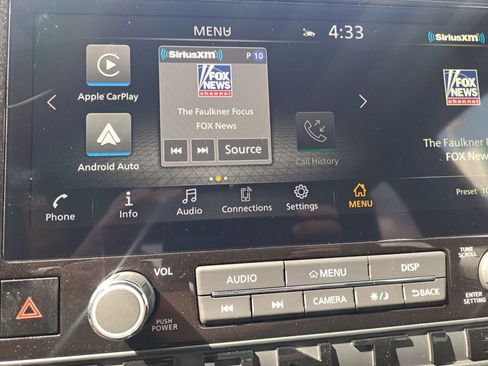 MENU
4:33
SiriusXM
P 10
SiriusXM
FOX
NEWS
channel
FOX
NEWS
channel
Apple CarPlay
The Faulkner Focus
FOX News
The Fau
FOX
Android Auto
Source
Call History
Phone
Info
Audio
Connections
Settings
MENU
Preset 10
VOL
PUSH
POWER
AUDIO
MENU
DISP
CAMERA
BACK
TUNE
SCROLL
ENTER
SETTING